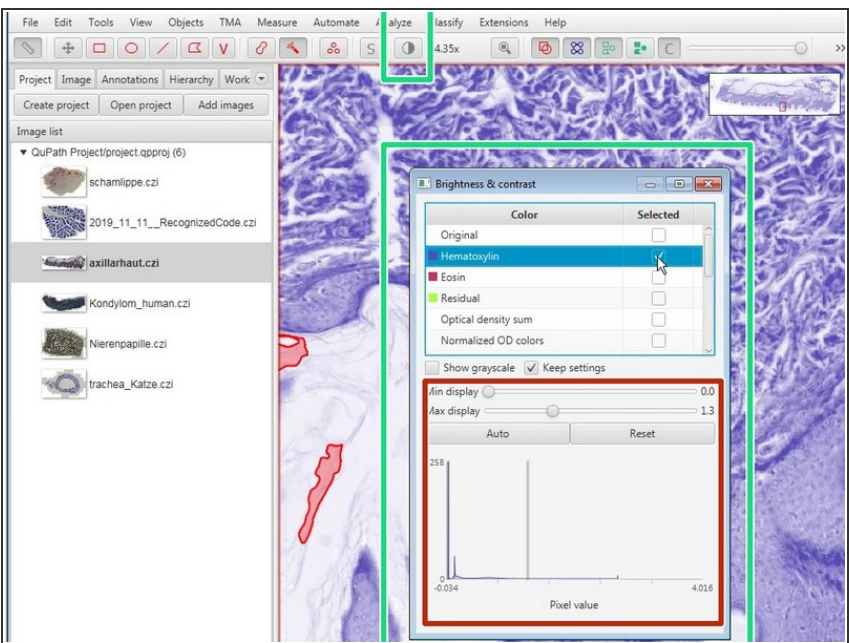 File Edit Tools View Objects TMA Measure Automate Analyze lassify Extensions Help
S 4.35x C »
Project Image Annotations Hierarchy Work
Create project Open project Add images
Image list
QuPath Project/project.qpproj (6)
schamlippe.czi
2019_11_11__RecognizedCode.czi
axillarhaut.czi
Kondylom_human.czi
Nierenpapille.czi
trachea_Katze.czi
Brightness & contrast
Color Selected
Original
Hematoxylin
Eosin
Residual
Optical density sum
Normalized OD colors
Show grayscale Keep settings
Min display 0.0
Max display 1.3
Auto Reset
258
0
-0.034 4.016
Pixel value